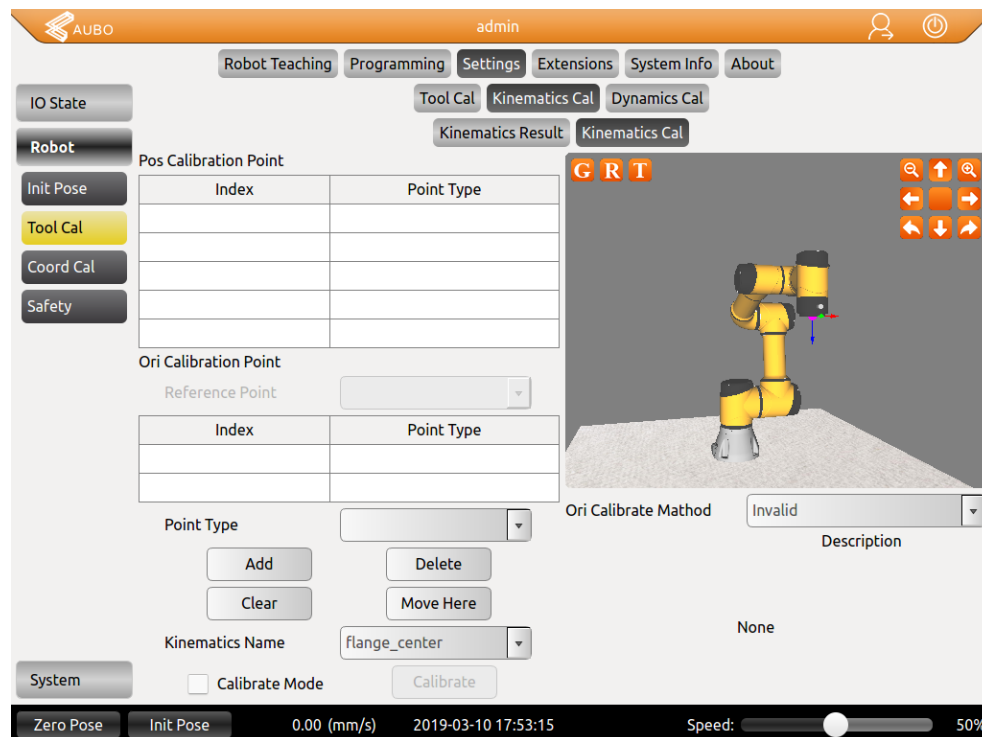 AUBO
admin
Robot Teaching Programming Settings Extensions System Info About
IO State
Tool Cal Kinematics Cal Dynamics Cal
Robot
Kinematics Result Kinematics Cal
Pos Calibration Point
G R T
Init Pose
Index Point Type
Tool Cal
Coord Cal
Safety
Ori Calibration Point
Reference Point
Index Point Type
Ori Calibrate Mathod Invalid
Point Type
Description
Add Delete
Clear Move Here
None
Kinematics Name flange_center
System
Calibrate Mode Calibrate
Zero Pose Init Pose 0.00 (mm/s) 2019-03-10 17:53:15 Speed: 50%